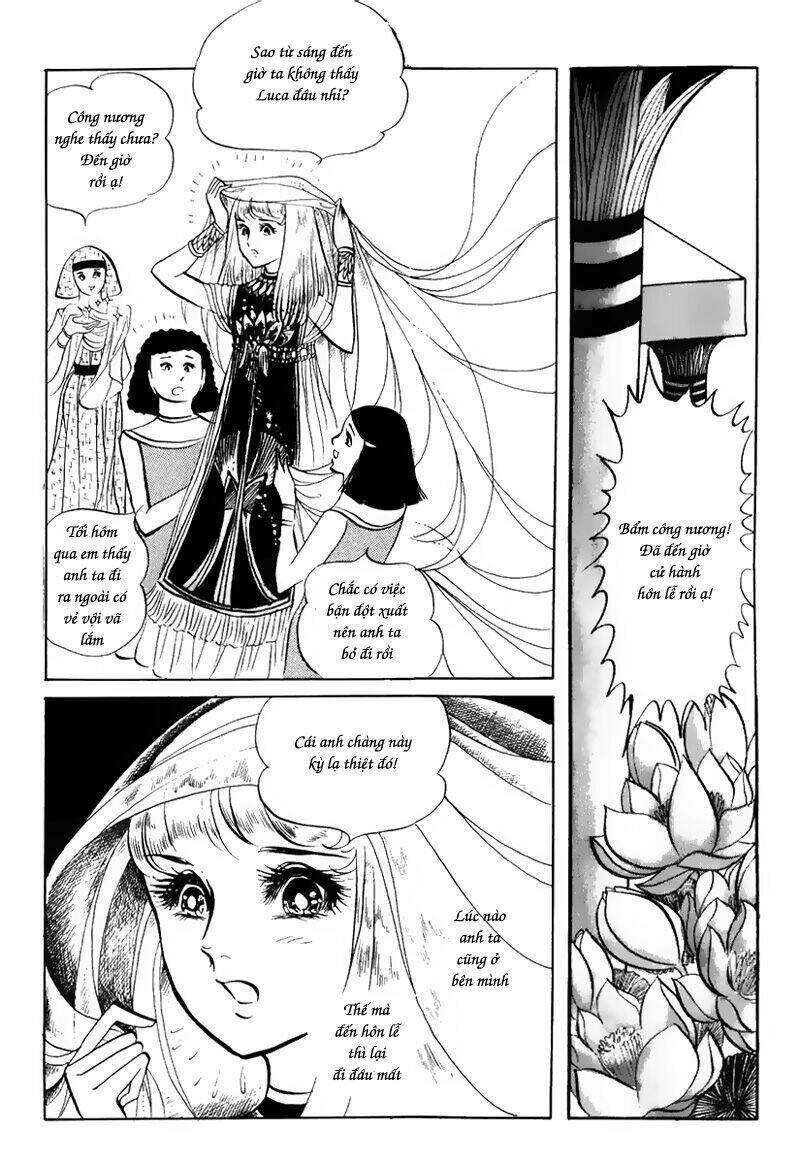 Bẩm công nương!
Đã đến giờ
cử hành
hôn lễ rồi ạ!
Sao từ sáng đến
giờ ta không thấy
Luca đâu nhỉ?
Công nương
nghe thấy chưa?
Đến giờ
rồi ạ!
Tối hôm
qua em thấy
anh ta đi
ra ngoài có
vẻ vội vã
lắm
Chắc có việc
bận đột xuất
nên anh ta
bỏ đi rồi
Cái anh chàng này
kỳ lạ thiệt đó!
Lúc nào
anh ta
cũng ở
bên mình
Thế mà
đến hôn lễ
thì lại
đi đâu mất